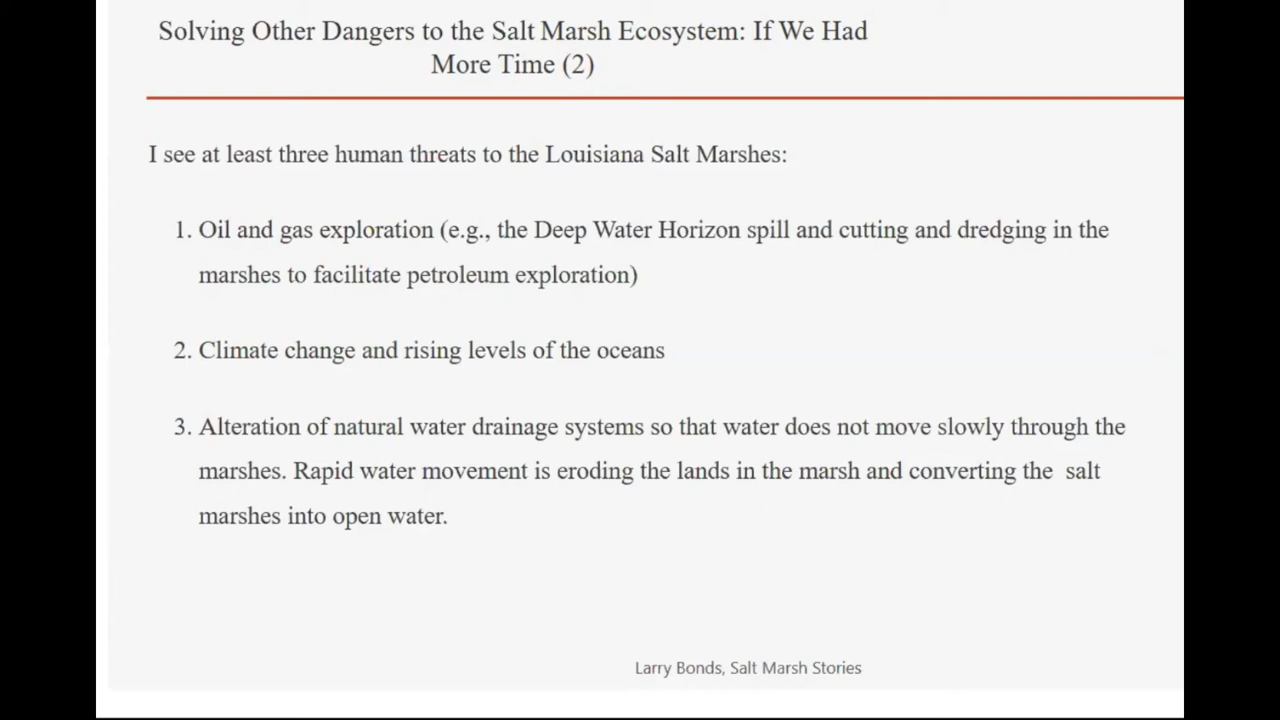 Solving Other Dangers to the Salt Marsh Ecosystem: If We Had
More Time (2)
I see at least three human threats to the Louisiana Salt Marshes:
1. Oil and gas exploration (e.g., the Deep Water Horizon spill and cutting and dredging in the
marshes to facilitate petroleum exploration)
2. Climate change and rising levels of the oceans
3. Alteration of natural water drainage systems so that water does not move slowly through the
marshes. Rapid water movement is eroding the lands in the marsh and converting the  salt
marshes into open water.
Larry Bonds, Salt Marsh Stories